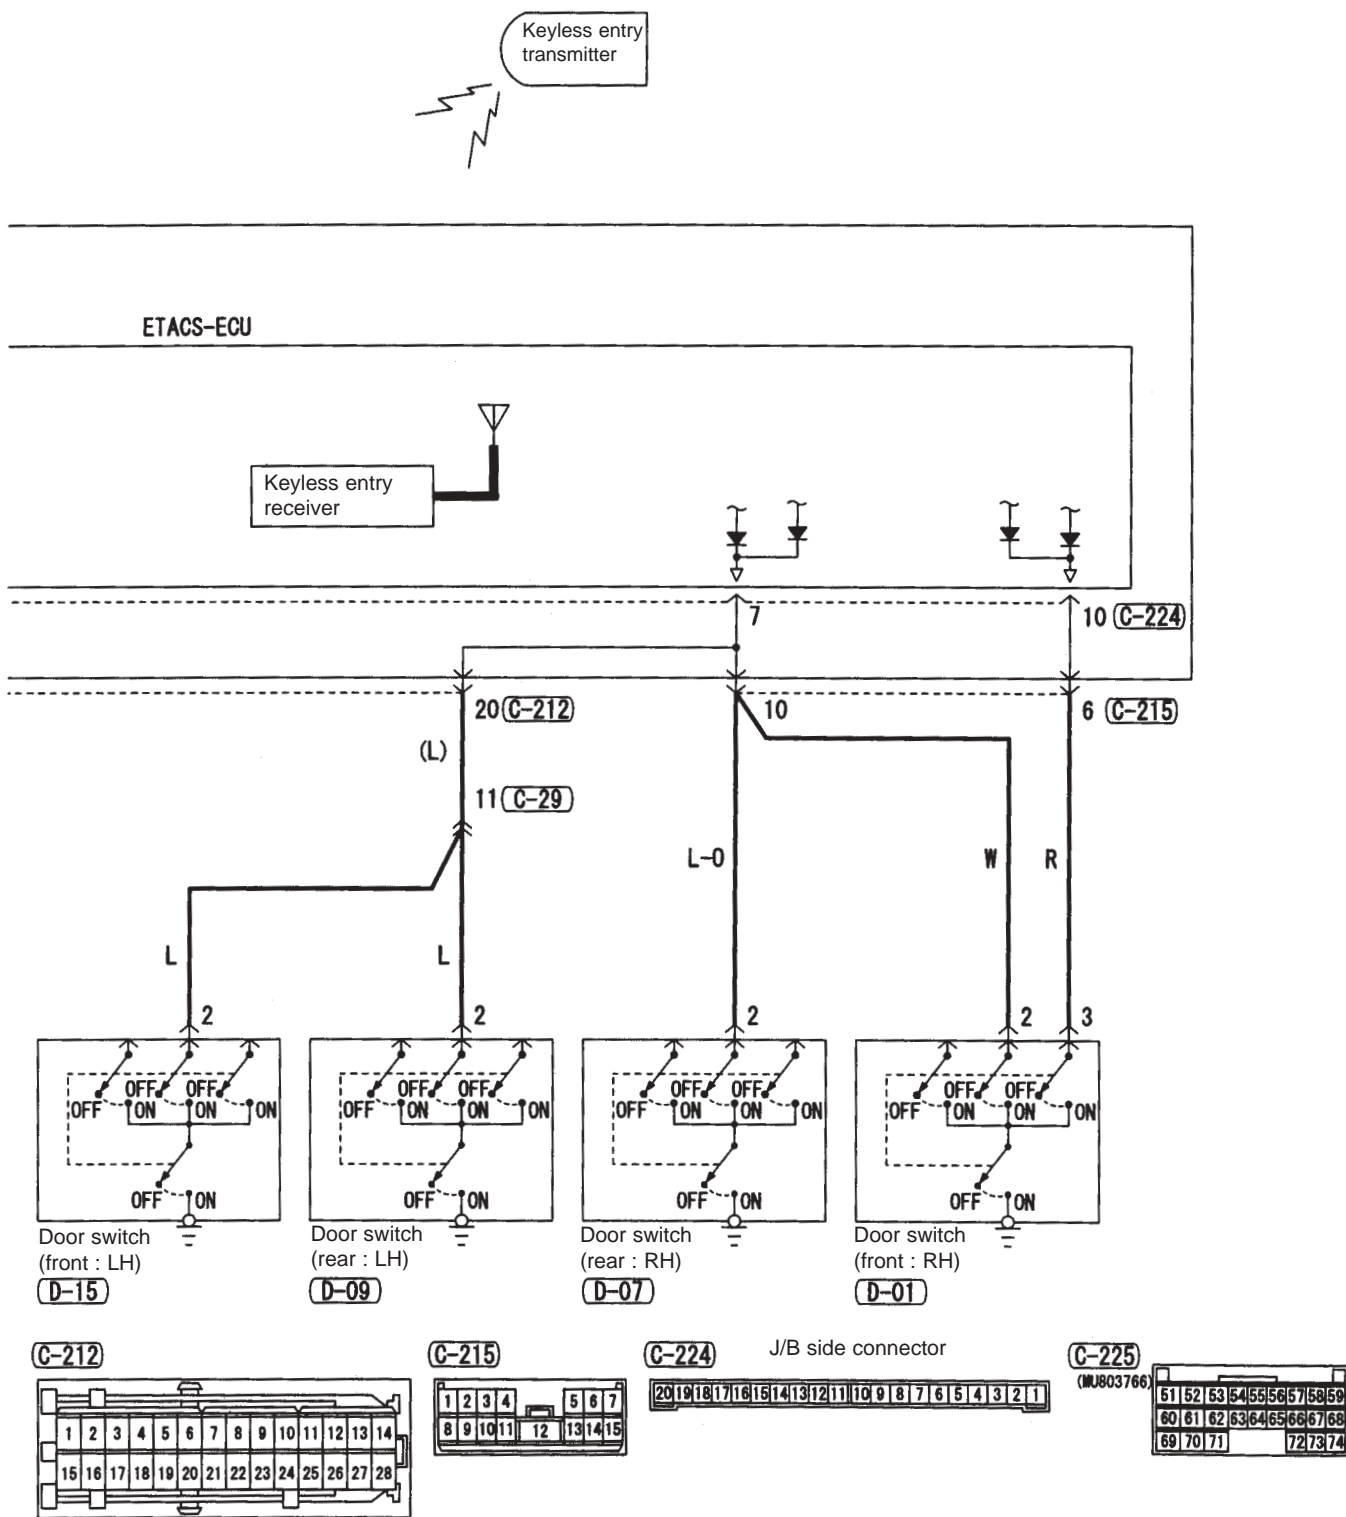 Keyless entry
transmitter
ETACS-ECU
Keyless entry
receiver
7
10 C-224
20 C-212
10
6 C-215
(L)
11 C-29
L-O
W
R
L
L
2
2
2
2
3
OFF OFF
OFF ON ON ON
OFF ON
OFF OFF
OFF ON ON ON
OFF ON
OFF OFF
OFF ON ON ON
OFF ON
OFF OFF
OFF ON ON ON
OFF ON
Door switch
(front : LH)
D-15
Door switch
(rear : LH)
D-09
Door switch
(rear : RH)
D-07
Door switch
(front : RH)
D-01
C-212
1 2 3 4 5 6 7 8 9 10 11 12 13 14
15 16 17 18 19 20 21 22 23 24 25 26 27 28
C-215
1 2 3 4 5 6 7
8 9 10 11 12 13 14 15
C-224
J/B side connector
20 19 18 17 16 15 14 13 12 11 10 9 8 7 6 5 4 3 2 1
C-225
(MU803766)
51 52 53 54 55 56 57 58 59
60 61 62 63 64 65 66 67 68
69 70 71 72 73 74